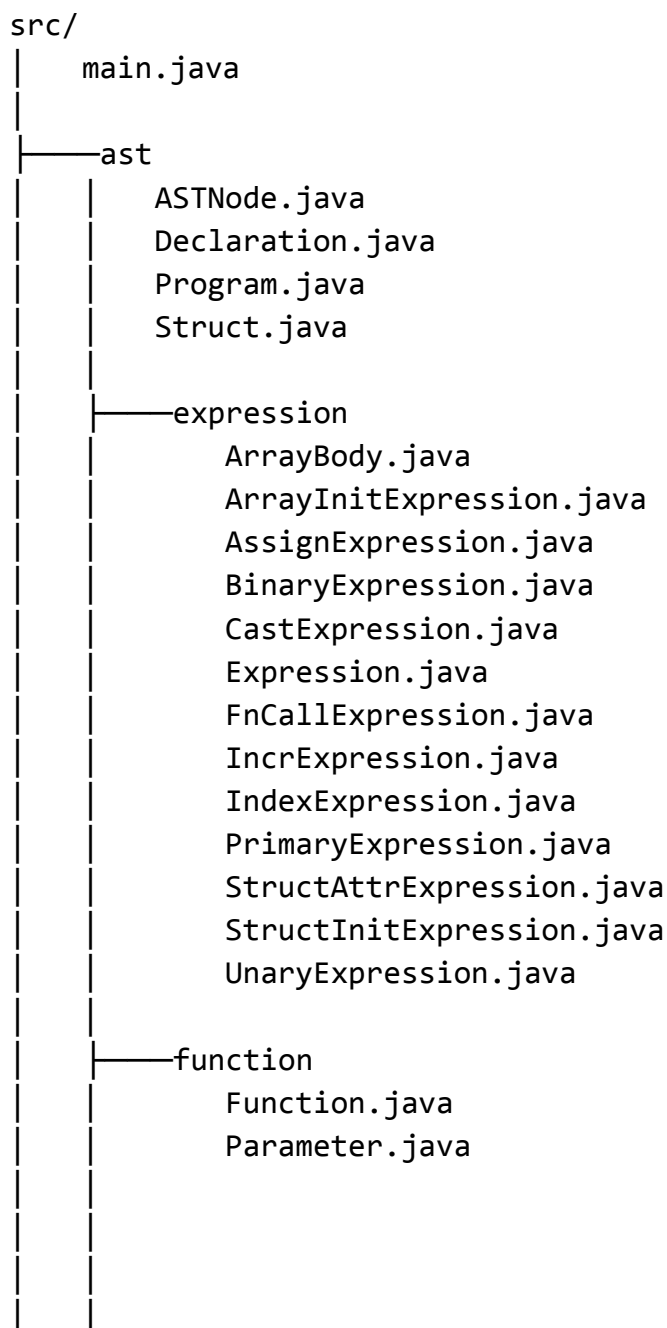 src/
main.java
ast
ASTNode.java
Declaration.java
Program.java
Struct.java
expression
ArrayBody.java
ArrayInitExpression.java
AssignExpression.java
BinaryExpression.java
CastExpression.java
Expression.java
FnCallExpression.java
IncrExpression.java
IndexExpression.java
PrimaryExpression.java
StructAttrExpression.java
StructInitExpression.java
UnaryExpression.java
function
Function.java
Parameter.java